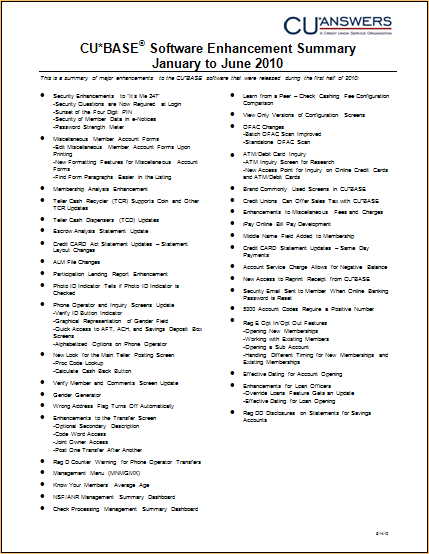 CU*ANSWERS
A CREDIT UNION SERVICE ORGANIZATION
CU*BASE® Software Enhancement Summary
January to June 2010
This is a summary of major enhancements to the CU*BASE software that were released during the first half of 2010:
• Security Enhancements to "It's Me 247"
-Security Questions are Now Required at Login
-Sunset of the Four Digit PIN
-Security of Member Data in e-Notices
-Password Strength Meter
• Miscellaneous Member Account Forms
-Edit Miscellaneous Member Account Forms Upon
Printing
-New Formatting Features for Miscellaneous Account
Forms
-Find Form Paragraphs Easier in the Listing
• Membership Analysis Enhancement
• Teller Cash Recycler (TCR) Supports Coin and Other
TCR Updates
• Teller Cash Dispensers (TCD) Updates
• Escrow Analysis Statement Update
• Credit CARD Act Statement Updates – Statement
Layout Changes
• ALM File Changes
• Participation Lending Report Enhancement
• Photo ID Indicator Tells if Photo ID Indicator is
Checked
• Phone Operator and Inquiry Screens Update
-Verify ID Button Indicator
-Graphical Representation of Gender Field
-Quick Access to AFT, ACH, and Savings Deposit Box
Screens
-Alphabetized Options on Phone Operator
• New Look for the Main Teller Posting Screen
-Proc Code Lookup
-Calculate Cash Back Button
• Verify Member and Comments Screen Update
• Gender Generator
• Wrong Address Flag Turns Off Automatically
• Enhancements to the Transfer Screen
-Optional Secondary Description
-Code Word Access
-Joint Owner Access
-Post One Transfer After Another
• Reg D Counter Warning for Phone Operator Transfers
• Management Menu (MNMGMX)
• Know Your Members' Average Age
• NSF/ANR Management Summary Dashboard
• Check Processing Management Summary Dashboard
• Learn from a Peer – Check Cashing Fee Configuration
Comparison
• View Only Versions of Configuration Screens
• OFAC Changes
-Batch OFAC Scan Improved
-Standalone OFAC Scan
• ATM/Debit Card Inquiry
-ATM Inquiry Screen for Research
-New Access Point for Inquiry on Online Credit Cards
and ATM/Debit Cards
• Brand Commonly Used Screens in CU*BASE
• Credit Unions Can Offer Sales Tax with CU*BASE
• Enhancements to Miscellaneous Fees and Charges
• iPay Online Bill Pay Development
• Middle Name Field Added to Membership
• Credit CARD Statement Updates – Same Day
Payments
• Account Service Charge Allows for Negative Balance
• New Access to Reprint Receipt from CU*BASE
• Security Email Sent to Member When Online Banking
Password is Reset
• 5300 Account Codes Require a Positive Number
• Reg E Opt In/Opt Out Features
-Opening New Memberships
-Working with Existing Members
-Opening a Sub Account
-Handling Different Timing for New Memberships and
Existing Memberships
• Effective Dating for Account Opening
• Enhancements for Loan Officers
-Override Loans Feature Gets an Update
-Effective Dating for Loan Opening
• Reg DD Disclosures on Statements for Savings
Accounts